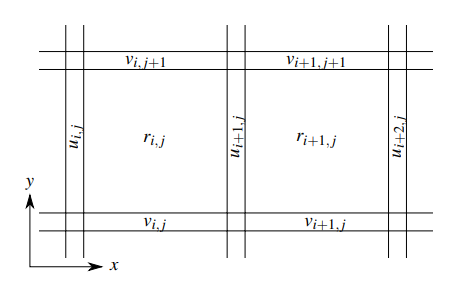 v_{i,j+1} v_{i+1,j+1}
u_{i,j} r_{i,j} u_{i+1,j} r_{i+1,j} u_{i+2,j}
y
v_{i,j} v_{i+1,j}
x